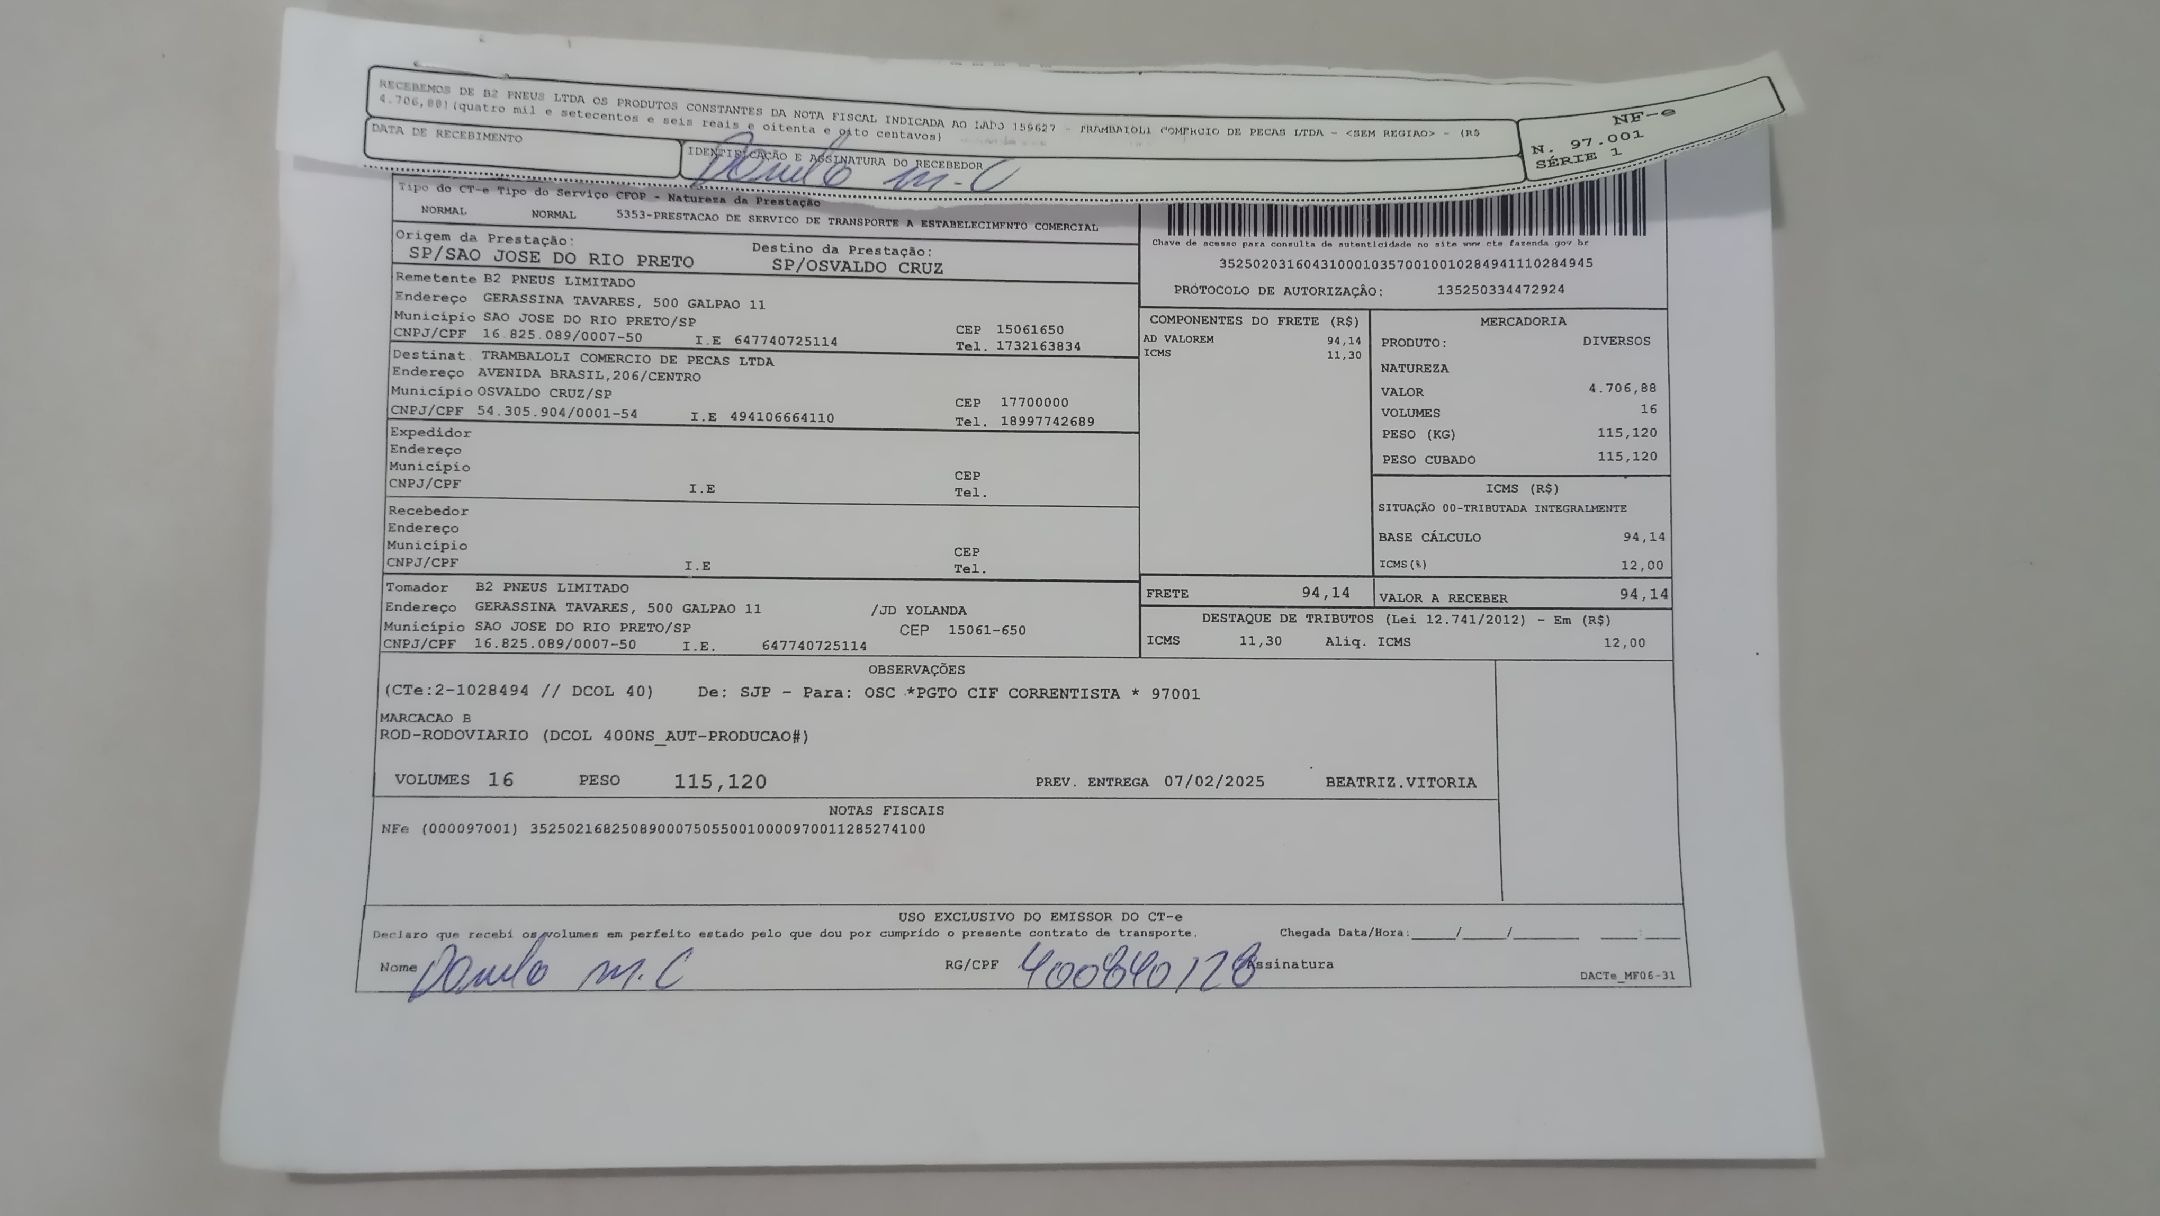 RECEBEMOS DE B2 PNEUS LTDA OS PRODUTOS CONSTANTES DA NOTA FISCAL INDICADA AO LADO 159627 - TRAMBAIOLI COMERCIO DE PECAS LTDA - <SEM REGIAO> - (R$
4.706,88) (quatro mil e setecentos e seis reais e oitenta e oito centavos)
DATA DE RECEBIMENTO
IDENTIFICAÇÃO E ASSINATURA DO RECEBEDOR
Danilo M.C
NF-e
N. 97.001
SÉRIE 1
Tipo do CT-e Tipo do Serviço CFOP - Natureza da Prestação
NORMAL NORMAL 5353-PRESTACAO DE SERVICO DE TRANSPORTE A ESTABELECIMENTO COMERCIAL
Origem da Prestação: Destino da Prestação:
SP/SAO JOSE DO RIO PRETO SP/OSVALDO CRUZ
Chave de acesso para consulta de autenticidade no site www cte fazenda gov br
35250203160431000103570010010284941110284945
PROTOCOLO DE AUTORIZAÇÃO: 135250334472924
Remetente B2 PNEUS LIMITADO
Endereço GERASSINA TAVARES, 500 GALPAO 11
Município SAO JOSE DO RIO PRETO/SP CEP 15061650
CNPJ/CPF 16.825.089/0007-50 I.E 647740725114 Tel. 1732163834
Destinat. TRAMBALOLI COMERCIO DE PECAS LTDA
Endereço AVENIDA BRASIL,206/CENTRO
Município OSVALDO CRUZ/SP CEP 17700000
CNPJ/CPF 54.305.904/0001-54 I.E 494106664110 Tel. 18997742689
Expedidor
Endereço
Município CEP
CNPJ/CPF I.E Tel.
Recebedor
Endereço
Município CEP
CNPJ/CPF I.E Tel.
Tomador B2 PNEUS LIMITADO
Endereço GERASSINA TAVARES, 500 GALPAO 11 /JD YOLANDA
Município SAO JOSE DO RIO PRETO/SP CEP 15061-650
CNPJ/CPF 16.825.089/0007-50 I.E. 647740725114
COMPONENTES DO FRETE (R$)
AD VALOREM 94,14
ICMS 11,30
MERCADORIA
PRODUTO: DIVERSOS
NATUREZA
VALOR 4.706,88
VOLUMES 16
PESO (KG) 115,120
PESO CUBADO 115,120
ICMS (R$)
SITUAÇÃO 00-TRIBUTADA INTEGRALMENTE
BASE CÁLCULO 94,14
ICMS(%) 12,00
FRETE 94,14 VALOR A RECEBER 94,14
DESTAQUE DE TRIBUTOS (Lei 12.741/2012) - Em (R$)
ICMS 11,30 Aliq. ICMS 12,00
OBSERVAÇÕES
(CTe:2-1028494 // DCOL 40) De: SJP - Para: OSC *PGTO CIF CORRENTISTA * 97001
MARCACAO B
ROD-RODOVIARIO (DCOL 400NS_AUT-PRODUCAO#)
VOLUMES 16 PESO 115,120 PREV. ENTREGA 07/02/2025 BEATRIZ.VITORIA
NOTAS FISCAIS
NFe (000097001) 35250216825089000750550010000970011285274100
USO EXCLUSIVO DO EMISSOR DO CT-e
Declaro que recebi os volumes em perfeito estado pelo que dou por cumprido o presente contrato de transporte. Chegada Data/Hora:____/____/______ ____:____
Nome Danilo M.C RG/CPF 400840128 Assinatura
DACTe_MF06-31